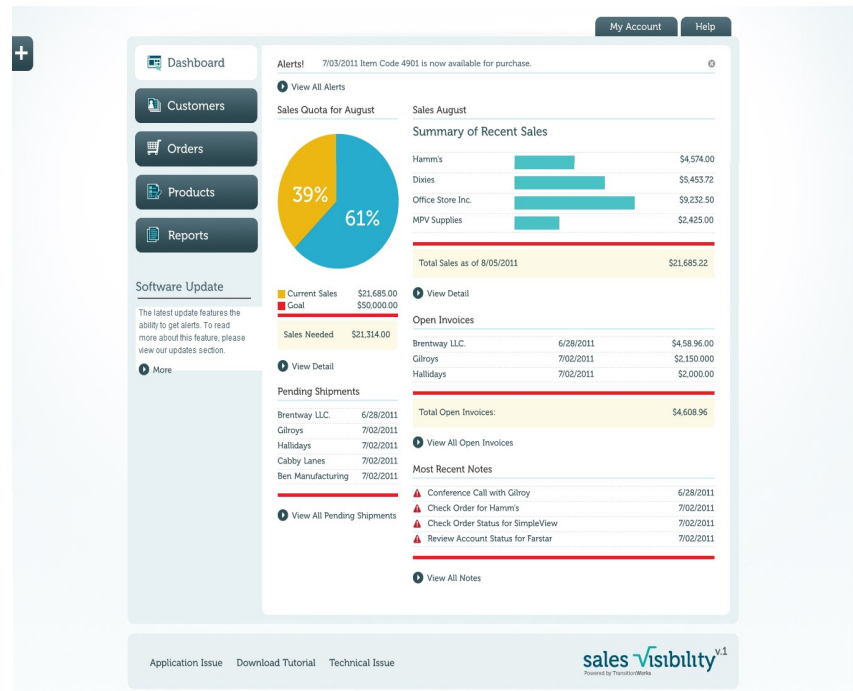 My Account Help
+
Dashboard
Customers
Orders
Products
Reports
Software Update
The latest update features the
ability to get alerts. To read
more about this feature, please
view our updates section.
More
Alerts! 7/03/2011 Item Code 4901 is now available for purchase.
View All Alerts
Sales Quota for August
39%
61%
Current Sales $21,685.00
Goal $50,000.00
Sales Needed $21,314.00
View Detail
Pending Shipments
Brentway LLC. 6/28/2011
Gilroys 7/02/2011
Hallidays 7/02/2011
Cabby Lanes 7/02/2011
Ben Manufacturing 7/02/2011
View All Pending Shipments
Sales August
Summary of Recent Sales
Hamm's $4,574.00
Dixies $5,453.72
Office Store Inc. $9,232.50
MPV Supplies $2,425.00
Total Sales as of 8/05/2011 $21,685.22
View Detail
Open Invoices
Brentway LLC. 6/28/2011 $4,58.96.00
Gilroys 7/02/2011 $2,150.000
Hallidays 7/02/2011 $2,000.00
Total Open Invoices: $4,608.96
View All Open Invoices
Most Recent Notes
Conference Call with Gilroy 6/28/2011
Check Order for Hamm's 7/02/2011
Check Order Status for SimpleView 7/02/2011
Review Account Status for Farstar 7/02/2011
View All Notes
Application Issue Download Tutorial Technical Issue
sales visibility v.1
Powered by TransitionWorks